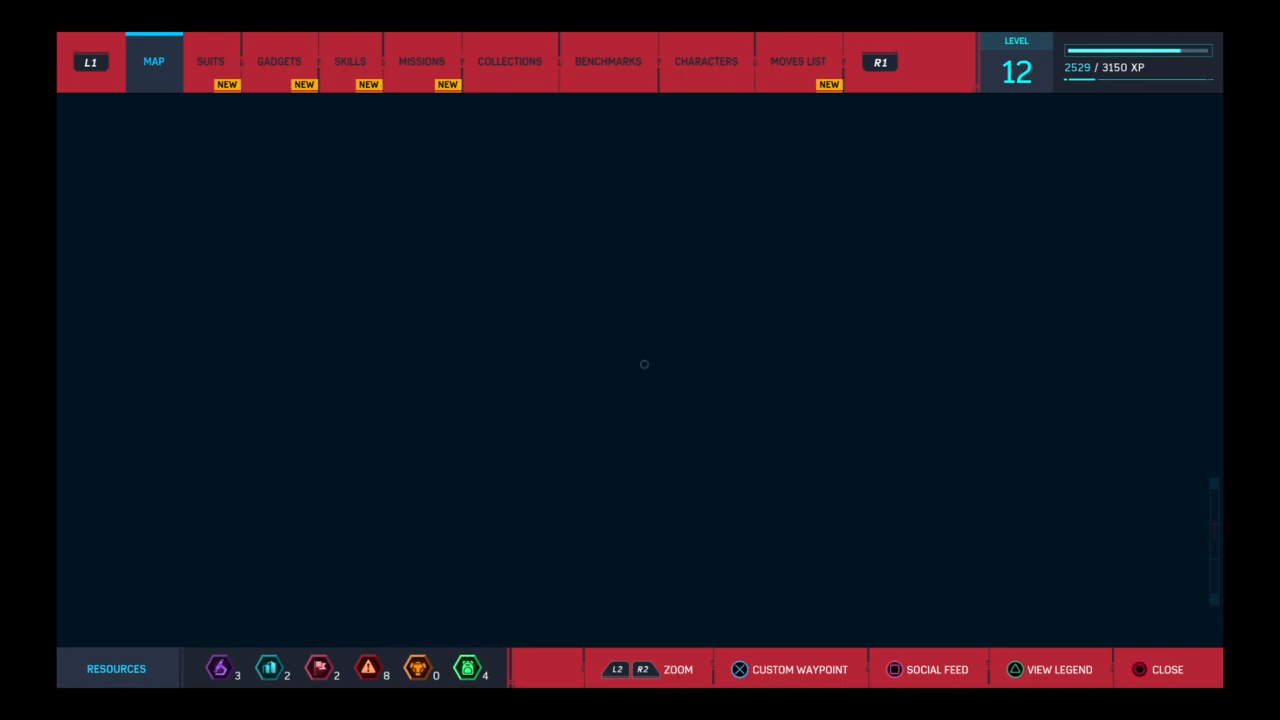 L1 MAP SUITS GADGETS SKILLS MISSIONS COLLECTIONS BENCHMARKS CHARACTERS MOVES LIST R1
NEW NEW NEW NEW NEW
LEVEL
12
2529 / 3150 XP
RESOURCES 3 2 2 8 0 4 L2 R2 ZOOM CUSTOM WAYPOINT SOCIAL FEED VIEW LEGEND CLOSE